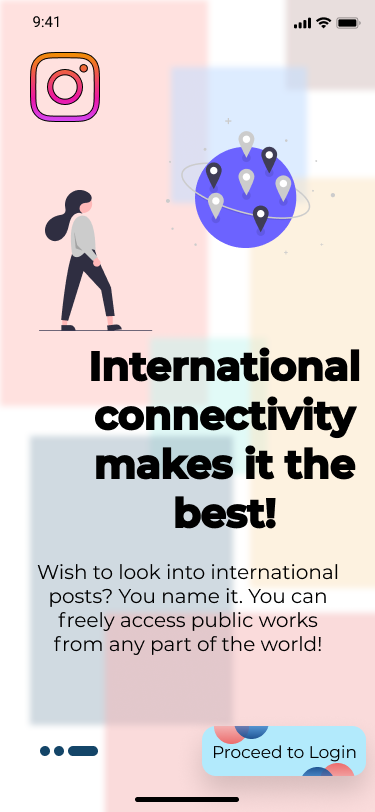 9:41
International
connectivity
makes it the
best!
Wish to look into international
posts? You name it. You can
freely access public works
from any part of the world!
Proceed to Login